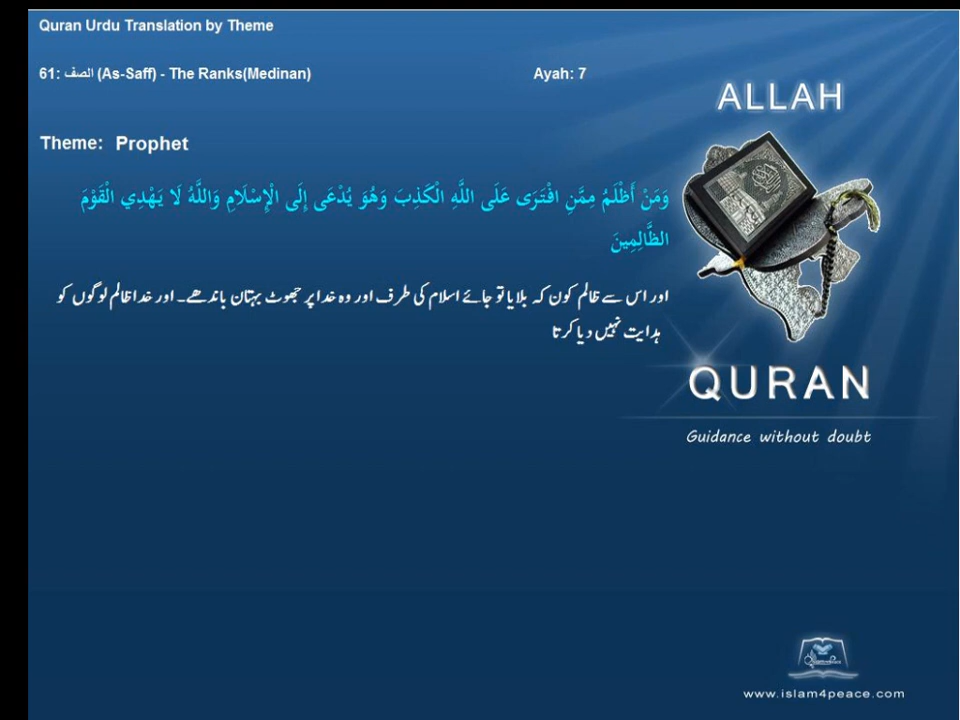 Quran Urdu Translation by Theme
61: الصف (As-Saff) - The Ranks(Medinan) Ayah: 7
ALLAH
Theme: Prophet
وَمَنْ أَظْلَمُ مِمَّنِ افْتَرَى عَلَى اللَّهِ الْكَذِبَ وَهُوَ يُدْعَى إِلَى الْإِسْلَامِ وَاللَّهُ لَا يَهْدِي الْقَوْمَ
الظَّالِمِينَ
اور اس سے ظالم کون کہ بلایا تو جائے اسلام کی طرف اور وہ خدا پر جھوٹ بہتان باندھے۔ اور خدا ظالم لوگوں کو
ہدایت نہیں دیا کرتا
QURAN
Guidance without doubt
www.islam4peace.com